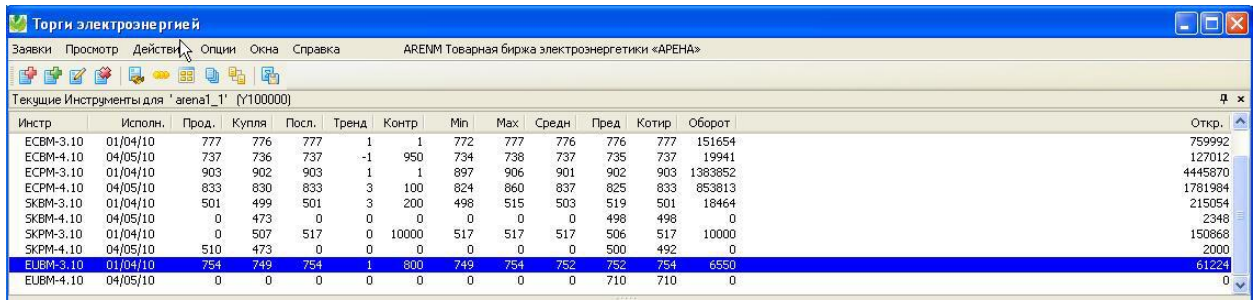 Торги электроэнергией
Заявки Просмотр Действи Опции Окна Справка ARENM Товарная биржа электроэнергетики «АРЕНА»
Текущие Инструменты для 'arena1_1' (Y100000)
Инстр Исполн. Прод. Купля Посл. Тренд Контр Min Max Средн Пред Котир Оборот Откр.
ECBM-3.10 01/04/10 777 776 777 1 1 772 777 776 776 777 151654 759992
ECBM-4.10 04/05/10 737 736 737 -1 950 734 738 737 735 737 19941 127012
ECPM-3.10 01/04/10 903 902 903 1 1 897 906 901 902 903 1383852 4445870
ECPM-4.10 04/05/10 833 830 833 3 100 824 860 837 825 833 853813 1781984
SKBM-3.10 01/04/10 501 499 501 3 200 498 515 503 519 501 18464 215054
SKBM-4.10 04/05/10 0 473 0 0 0 0 0 0 498 498 0 2348
SKPM-3.10 01/04/10 0 507 517 0 10000 517 517 517 506 517 10000 150868
SKPM-4.10 04/05/10 510 473 0 0 0 0 0 0 500 492 0 2000
EUBM-3.10 01/04/10 754 749 754 1 800 749 754 752 752 754 6550 61224
EUBM-4.10 04/05/10 0 0 0 0 0 0 0 0 710 710 0 0